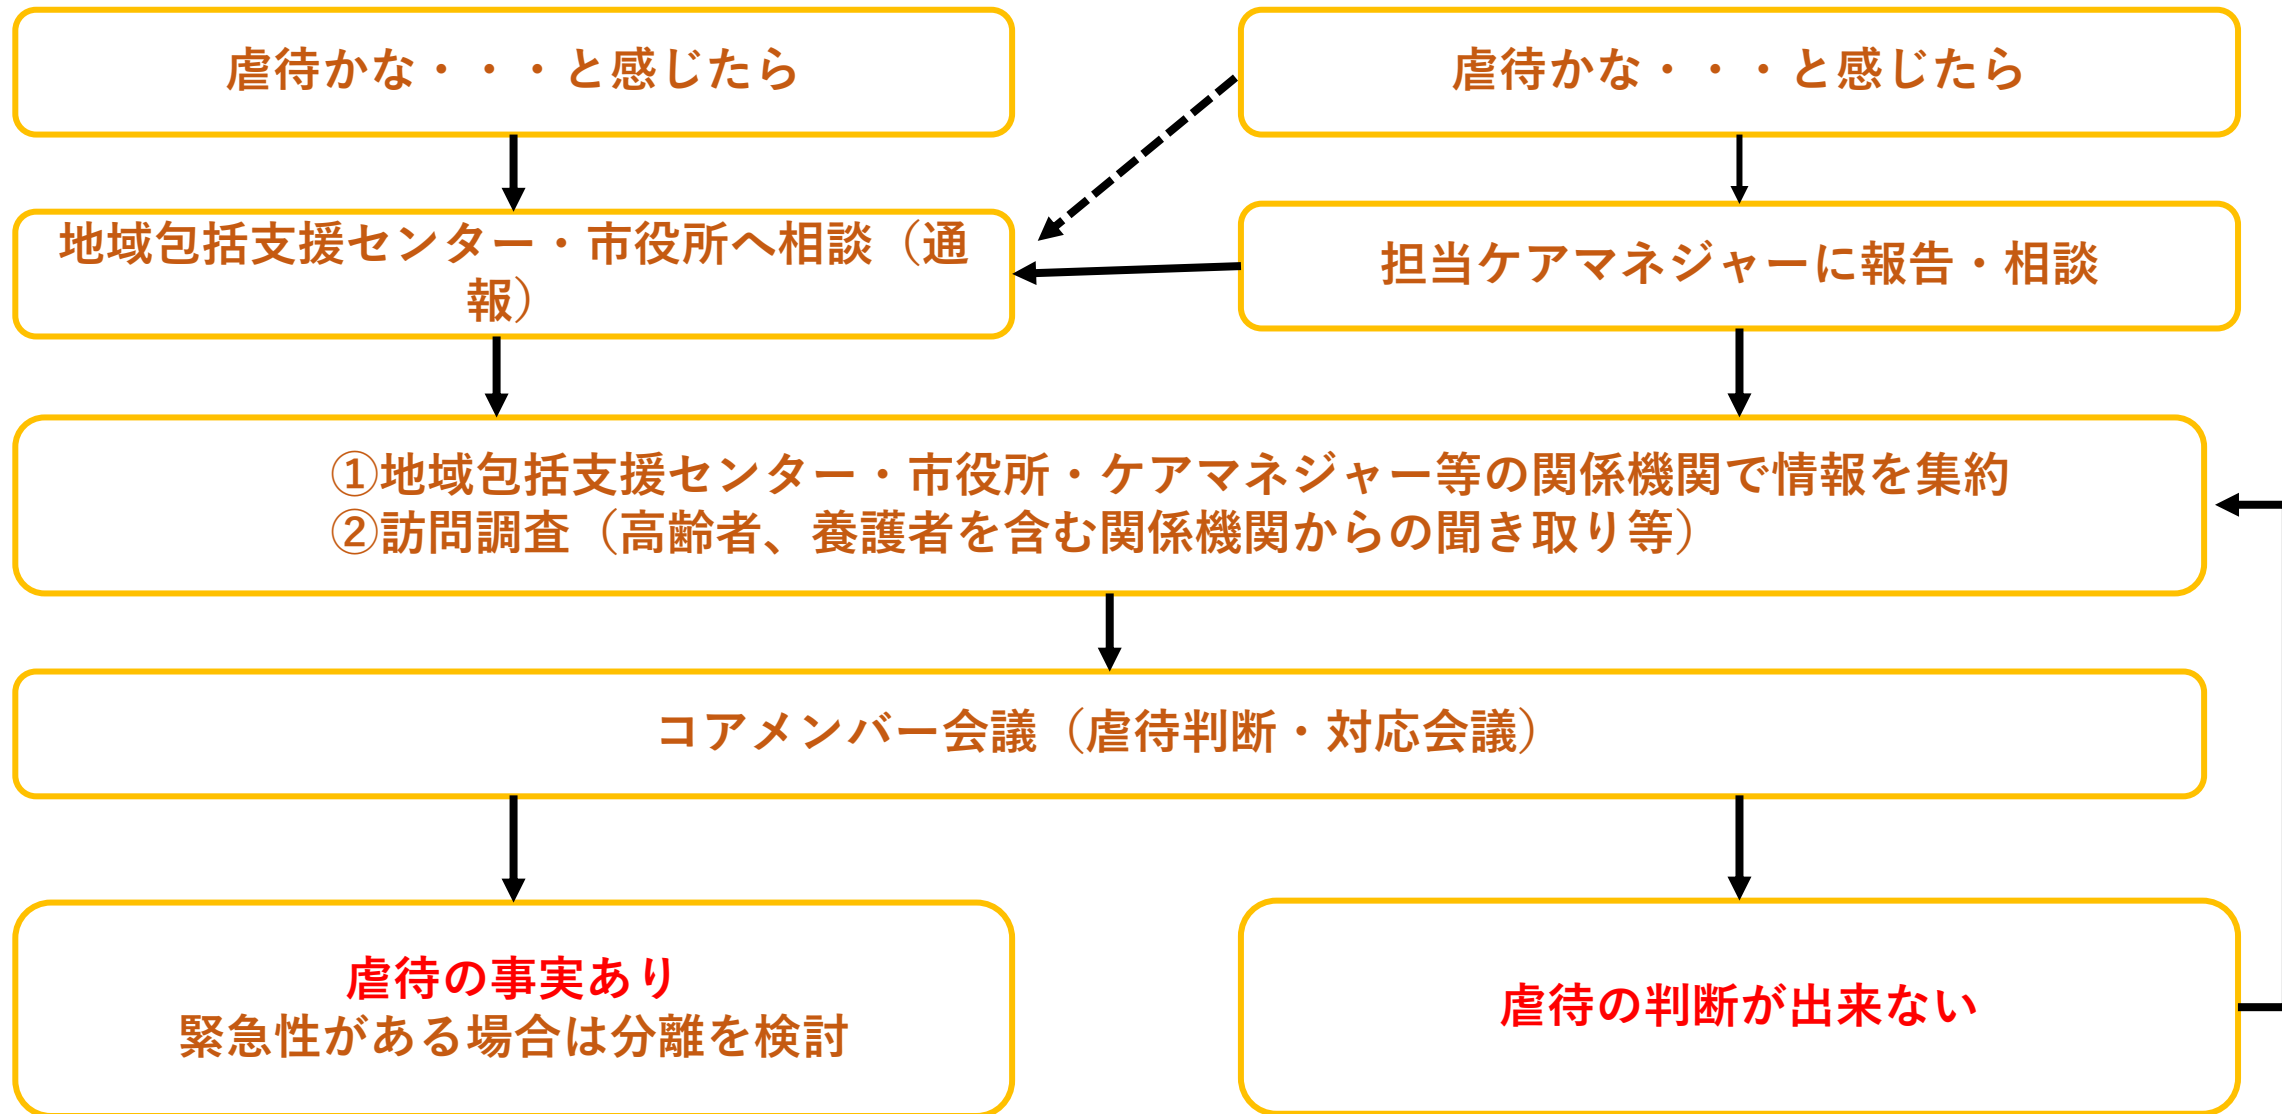 虐待かな・・・と感じたら
虐待かな・・・と感じたら
地域包括支援センター・市役所へ相談（通
報）
担当ケアマネジャーに報告・相談
①地域包括支援センター・市役所・ケアマネジャー等の関係機関で情報を集約
②訪問調査（高齢者、養護者を含む関係機関からの聞き取り等）
コアメンバー会議（虐待判断・対応会議）
虐待の事実あり
緊急性がある場合は分離を検討
虐待の判断が出来ない